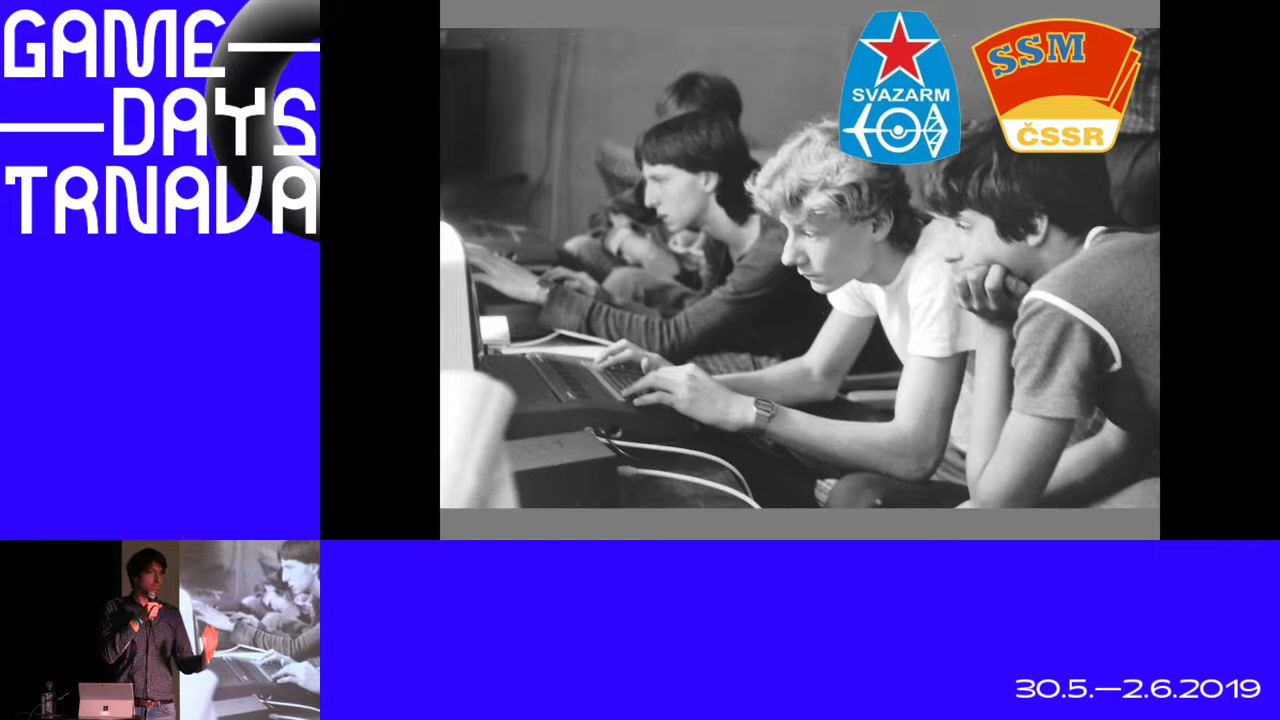 GAME
DAYS
TRNAVA
SVAZARM
SSM
ČSSR
30.5.—2.6.2019